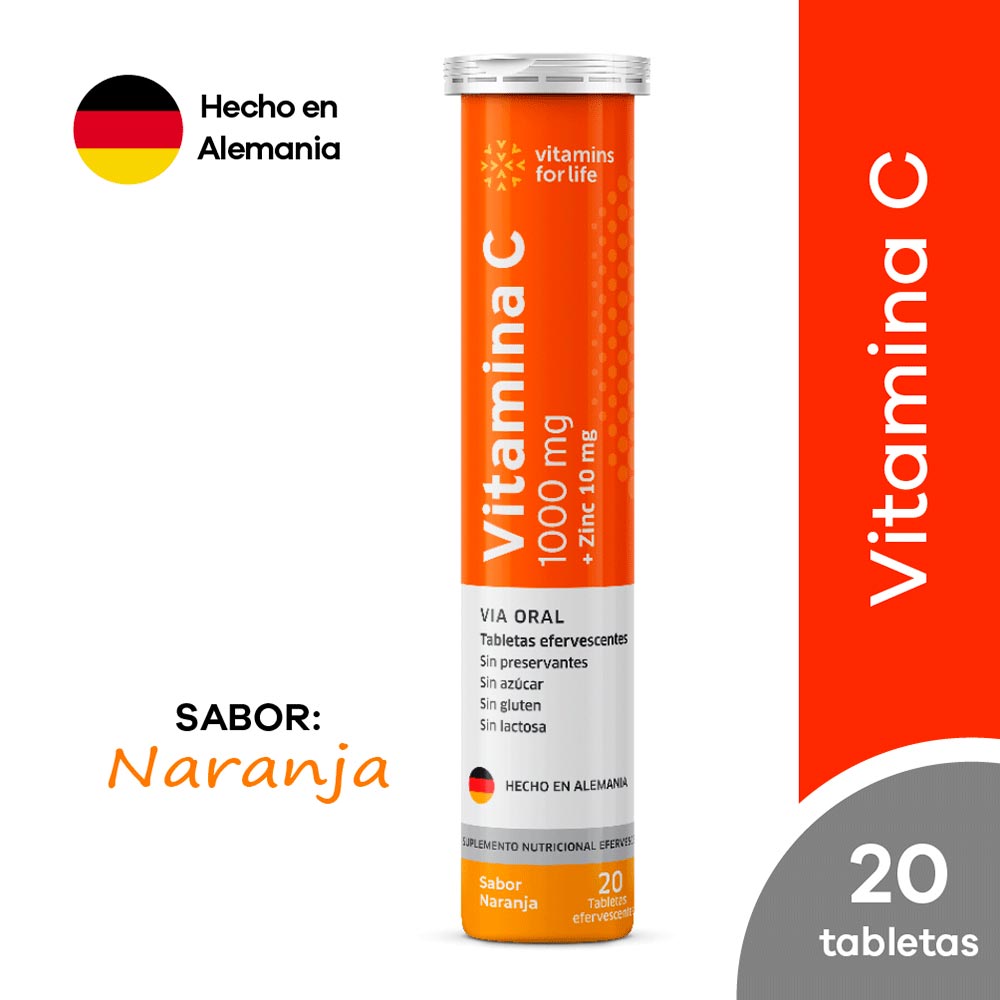 Hecho en
Alemania
vitamins
for life
Vitamina C
1000 mg
+ Zinc 10 mg
VIA ORAL
Tabletas efervescentes
Sin preservantes
Sin azúcar
Sin gluten
Sin lactosa
HECHO EN ALEMANIA
SUPLEMENTO NUTRICIONAL
Sabor
Naranja
20
Tabletas
efervescentes
SABOR:
Naranja
Vitamina C
20
tabletas